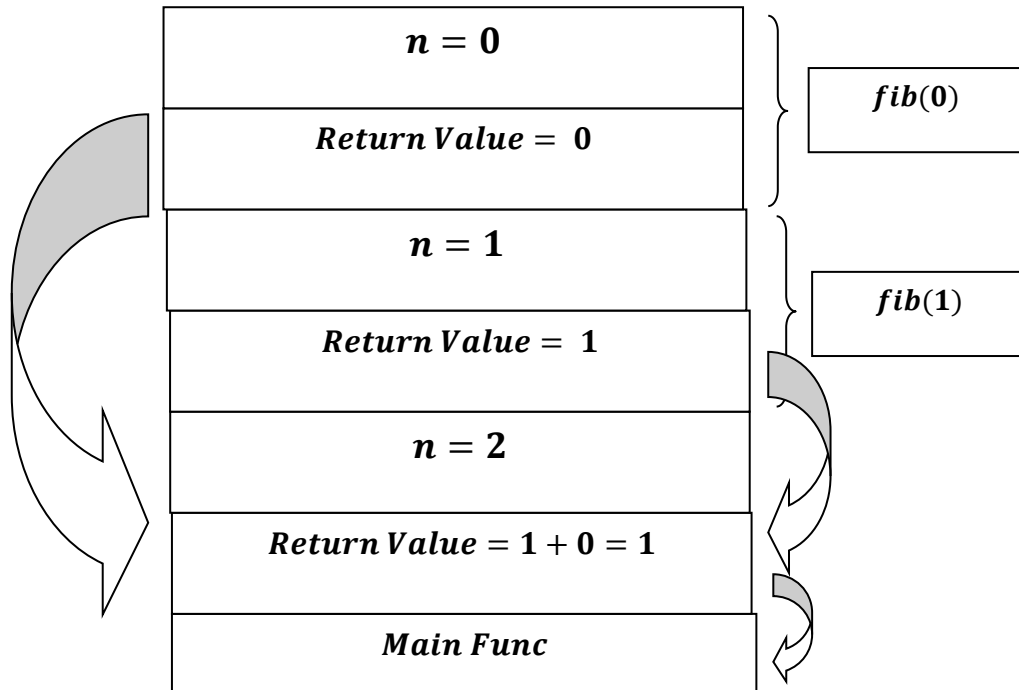 n = 0
fib(0)
Return Value = 0
n = 1
fib(1)
Return Value = 1
n = 2
Return Value = 1 + 0 = 1
Main Func